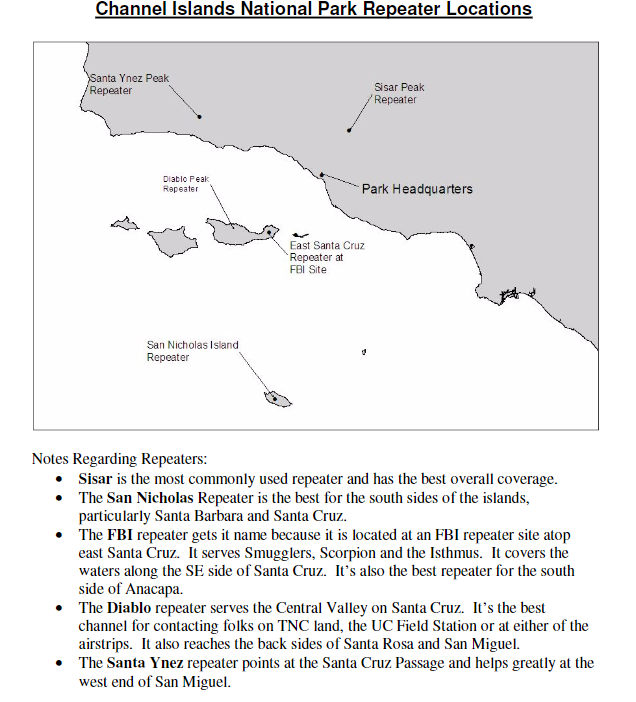 Channel Islands National Park Repeater Locations
Santa Ynez Peak
Repeater
Sisar Peak
Repeater
Diablo Peak
Repeater
Park Headquarters
East Santa Cruz
Repeater at
FBI Site
San Nicholas Island
Repeater
Notes Regarding Repeaters:
• Sisar is the most commonly used repeater and has the best overall coverage.
• The San Nicholas Repeater is the best for the south sides of the islands,
particularly Santa Barbara and Santa Cruz.
• The FBI repeater gets it name because it is located at an FBI repeater site atop
east Santa Cruz. It serves Smugglers, Scorpion and the Isthmus. It covers the
waters along the SE side of Santa Cruz. It's also the best repeater for the south
side of Anacapa.
• The Diablo repeater serves the Central Valley on Santa Cruz. It's the best
channel for contacting folks on TNC land, the UC Field Station or at either of the
airstrips. It also reaches the back sides of Santa Rosa and San Miguel.
• The Santa Ynez repeater points at the Santa Cruz Passage and helps greatly at the
west end of San Miguel.